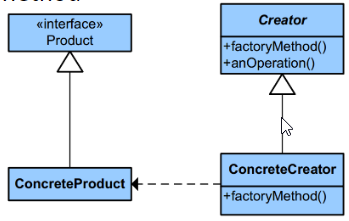 «interface»
Product
Creator
+factoryMethod()
+anOperation()
ConcreteProduct
ConcreteCreator
+factoryMethod()